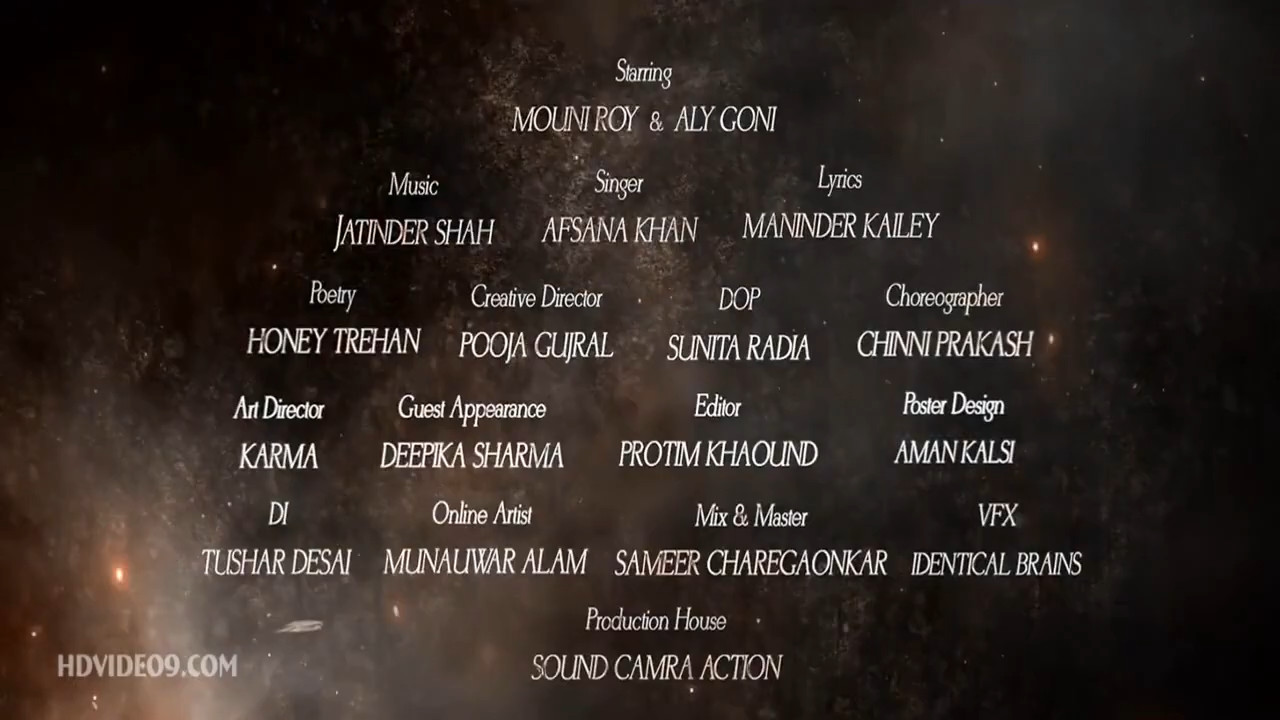 Starring
MOUNI ROY & ALY GONI
Music Singer Lyrics
JATINDER SHAH AFSANA KHAN MANINDER KAILEY
Poetry Creative Director DOP Choreographer
HONEY TREHAN POOJA GUJRAL SUNITA RADIA CHINNI PRAKASH
Art Director Guest Appearance Editor Poster Design
KARMA DEEPIKA SHARMA PROTIM KHAOUND AMAN KALSI
DI Online Artist Mix & Master VFX
TUSHAR DESAI MUNAUWAR ALAM SAMEER CHAREGAONKAR IDENTICAL BRAINS
Production House
SOUND CAMRA ACTION
HDVIDEO9.COM